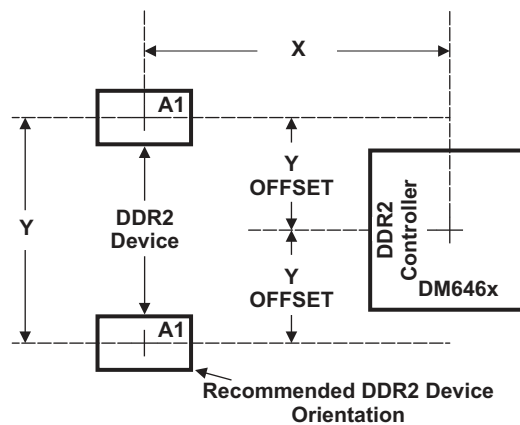 X
A1
Y
OFFSET
Y
DDR2
Device
DDR2
Controller
DM646x
Y
OFFSET
A1
Recommended DDR2 Device
Orientation